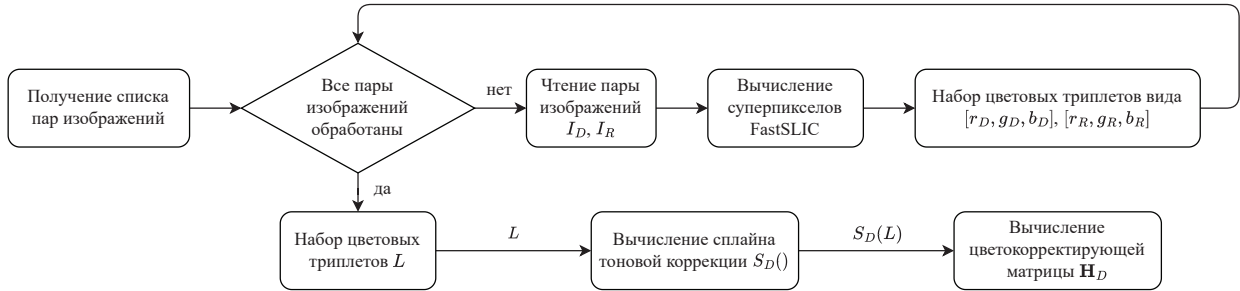 Получение списка
пар изображений
Все пары
изображений
обработаны
нет
Чтение пары
изображений
I_D, I_R
Вычисление
суперпикселов
FastSLIC
Набор цветовых триплетов вида
[r_D, g_D, b_D], [r_R, g_R, b_R]
да
Набор цветовых
триплетов L
L
Вычисление сплайна
тоновой коррекции S_D()
S_D(L)
Вычисление
цветокорректирующей
матрицы H_D